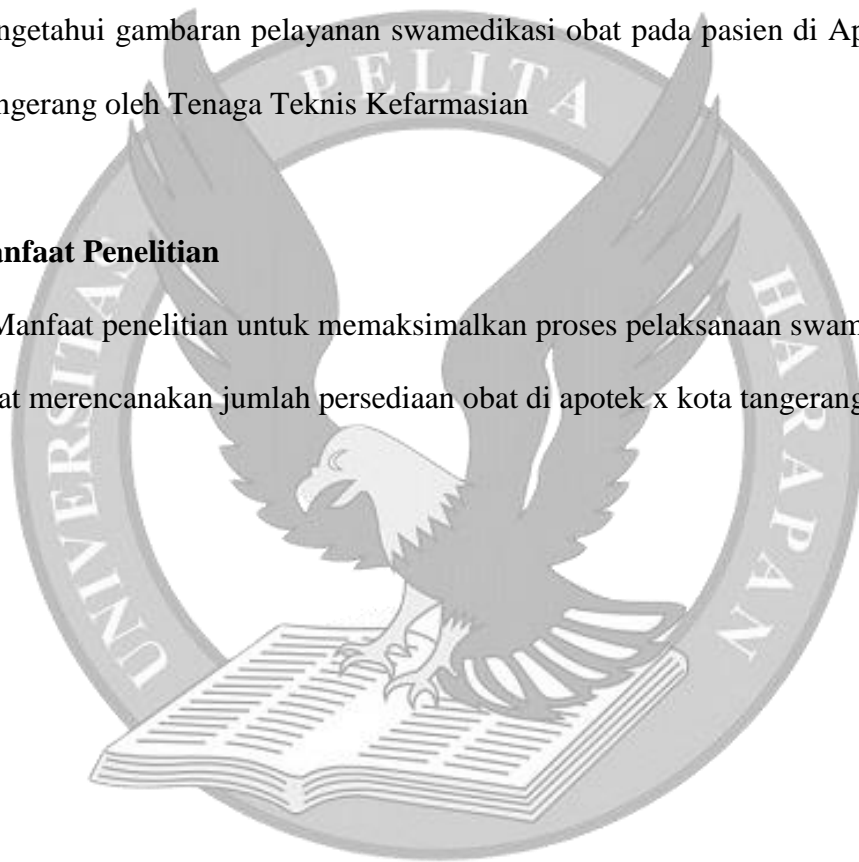 ngetahui gambaran pelayanan swamedikasi obat pada pasien di Ap
ngerang oleh Tenaga Teknis Kefarmasian
anfaat Penelitian
Manfaat penelitian untuk memaksimalkan proses pelaksanaan swam
at merencanakan jumlah persediaan obat di apotek x kota tangerang
UNIVERSITAS PELITA HARAPAN